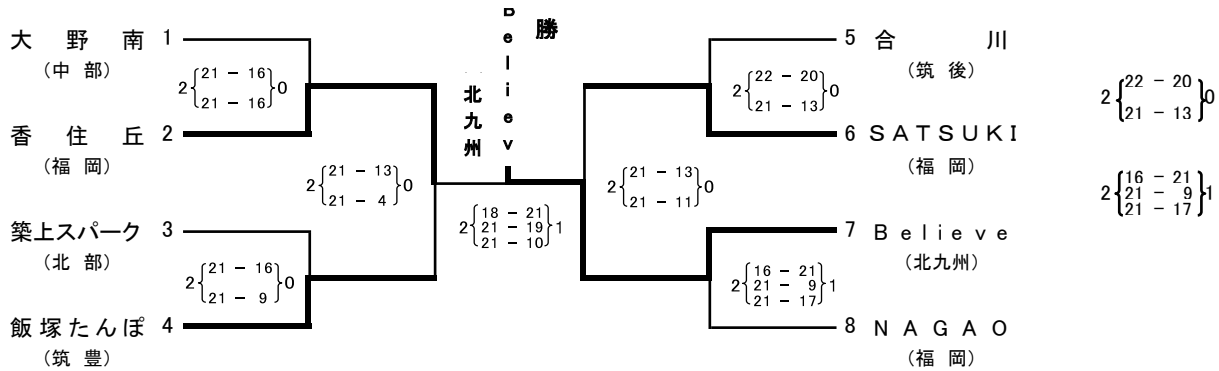 Believe
勝
北九州
大野南 1
(中部)
2{21 - 16
21 - 16}0
香住丘 2
(福岡)
2{21 - 13
21 - 4}0
築上スパーク 3
(北部)
2{21 - 16
21 - 9}0
飯塚たんぽ 4
(筑豊)
2{18 - 21
21 - 19
21 - 10}1
5 合川
(筑後)
2{22 - 20
21 - 13}0
6 SATSUKI
(福岡)
2{21 - 13
21 - 11}0
7 Believe
(北九州)
2{16 - 21
21 - 9
21 - 17}1
8 NAGAO
(福岡)
2{22 - 20
21 - 13}0
2{16 - 21
21 - 9
21 - 17}1